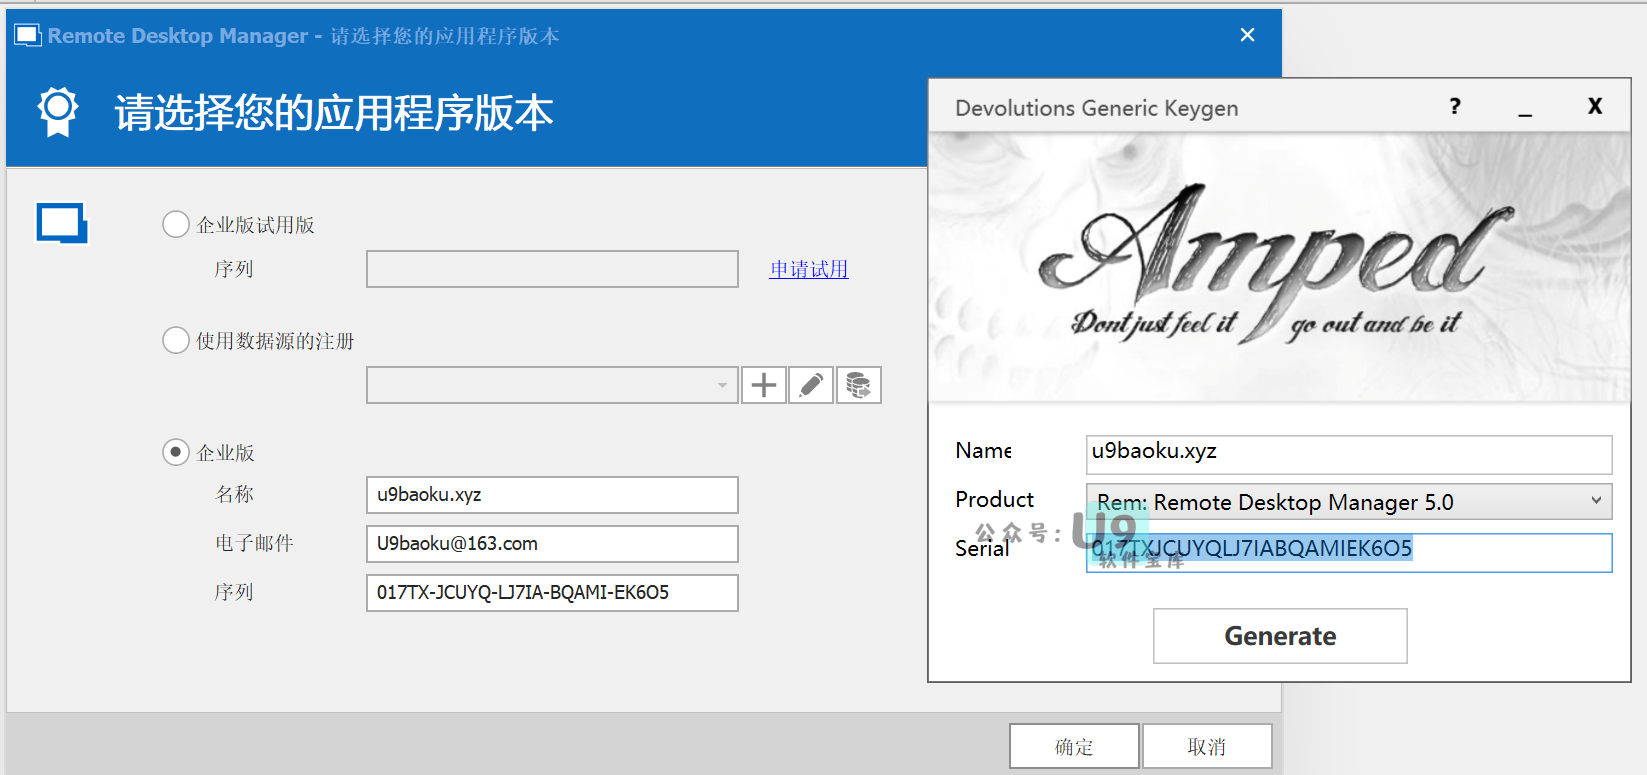 Remote Desktop Manager - 请选择您的应用程序版本
请选择您的应用程序版本
企业版试用版
序列
申请试用
使用数据源的注册
企业版
名称
u9baoku.xyz
电子邮件
U9baoku@163.com
序列
017TX-JCUYQ-LJ7IA-BQAMI-EK6O5
确定
取消
Devolutions Generic Keygen
?
_
X
Amped
Dont just feel it go out and be it
Name
u9baoku.xyz
Product
Rem: Remote Desktop Manager 5.0
公众号: U9
软件宝库
Serial
017TXJCUYQLJ7IABQAMIEK6O5
Generate